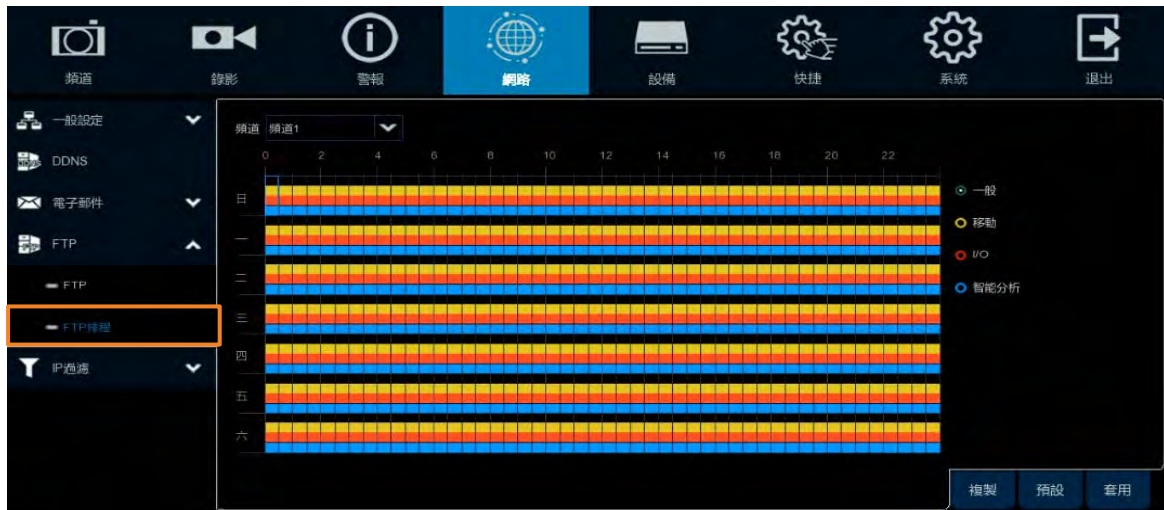 頻道 錄影 警報 網路 設備 快捷 系統 退出
一般設定
DDNS
電子郵件
FTP
FTP
FTP排程
IP過濾
頻道 頻道1
0 2 4 6 8 10 12 14 16 18 20 22
日
一
二
三
四
五
六
一般
移動
I/O
智能分析
複製 預設 套用